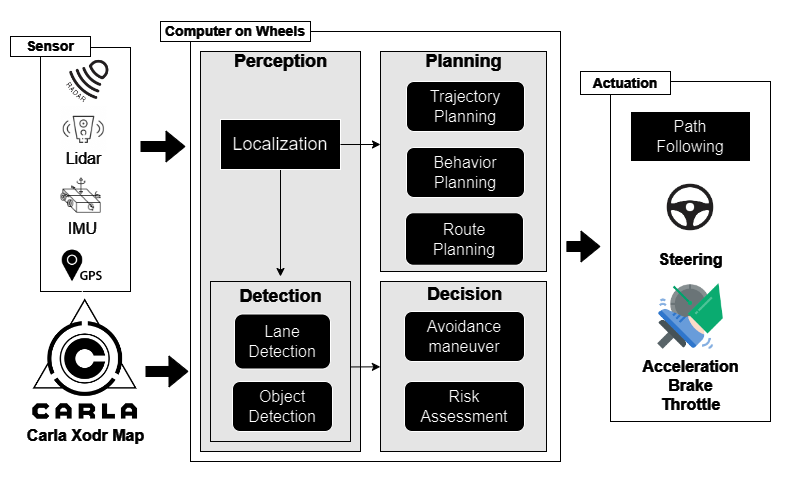 Sensor
RADAR
Lidar
IMU
GPS
CARLA
Carla Xodr Map
Computer on Wheels
Perception
Localization
Detection
Lane
Detection
Object
Detection
Planning
Trajectory
Planning
Behavior
Planning
Route
Planning
Decision
Avoidance
maneuver
Risk
Assessment
Actuation
Path
Following
Steering
Acceleration
Brake
Throttle